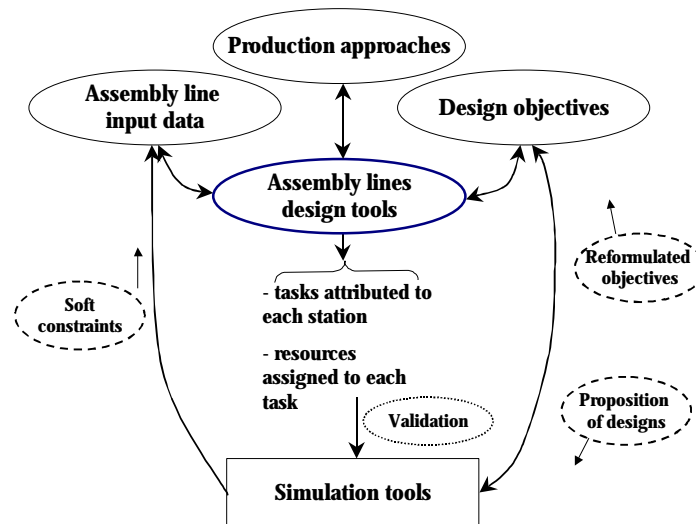 Production approaches
Assembly line
input data
Design objectives
Assembly lines
design tools
Reformulated
objectives
Soft
constraints
- tasks attributed to
each station
- resources
assigned to each
task
Validation
Proposition
of designs
Simulation tools